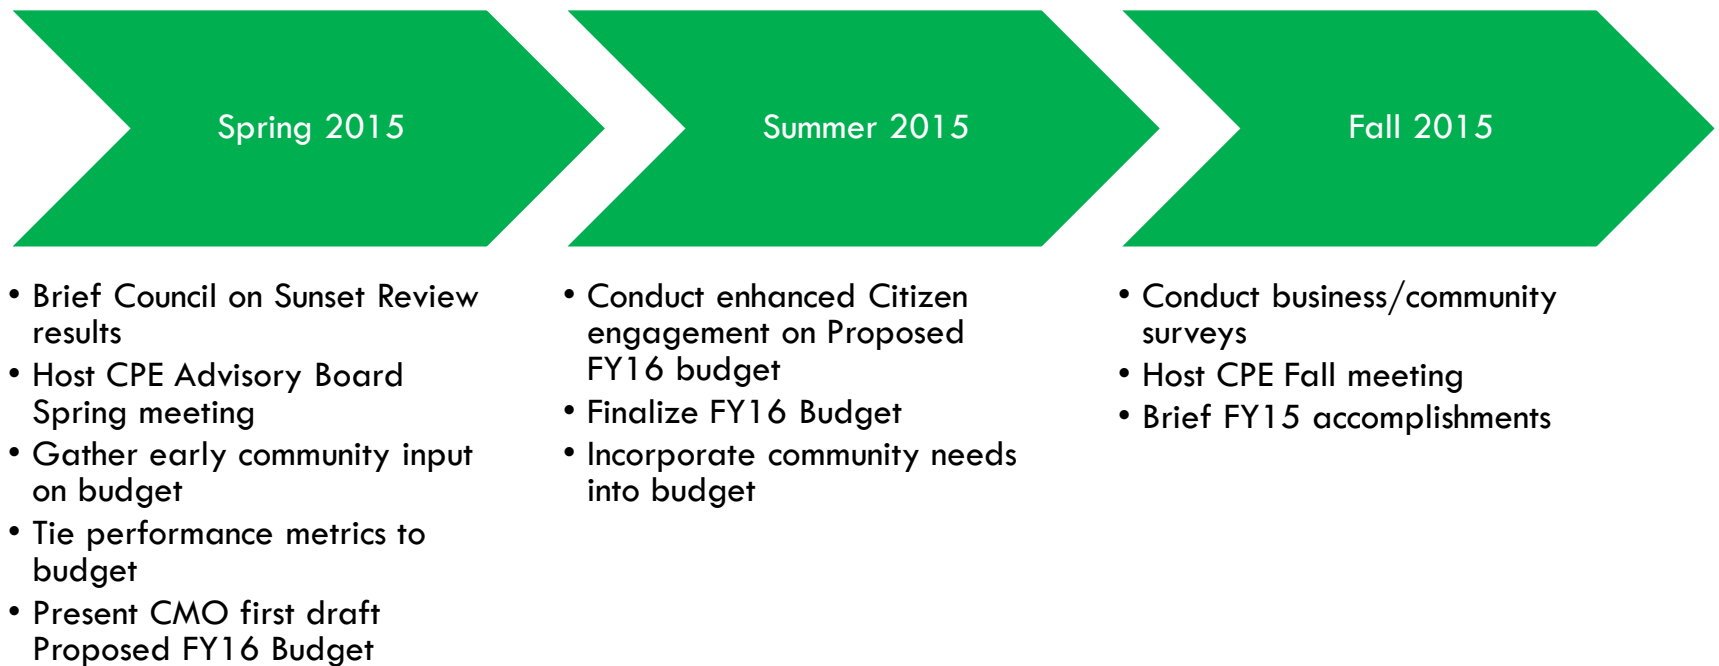 Spring 2015
• Brief Council on Sunset Review
results
• Host CPE Advisory Board
Spring meeting
• Gather early community input
on budget
• Tie performance metrics to
budget
• Present CMO first draft
Proposed FY16 Budget
Summer 2015
• Conduct enhanced Citizen
engagement on Proposed
FY16 budget
• Finalize FY16 Budget
• Incorporate community needs
into budget
Fall 2015
• Conduct business/community
surveys
• Host CPE Fall meeting
• Brief FY15 accomplishments